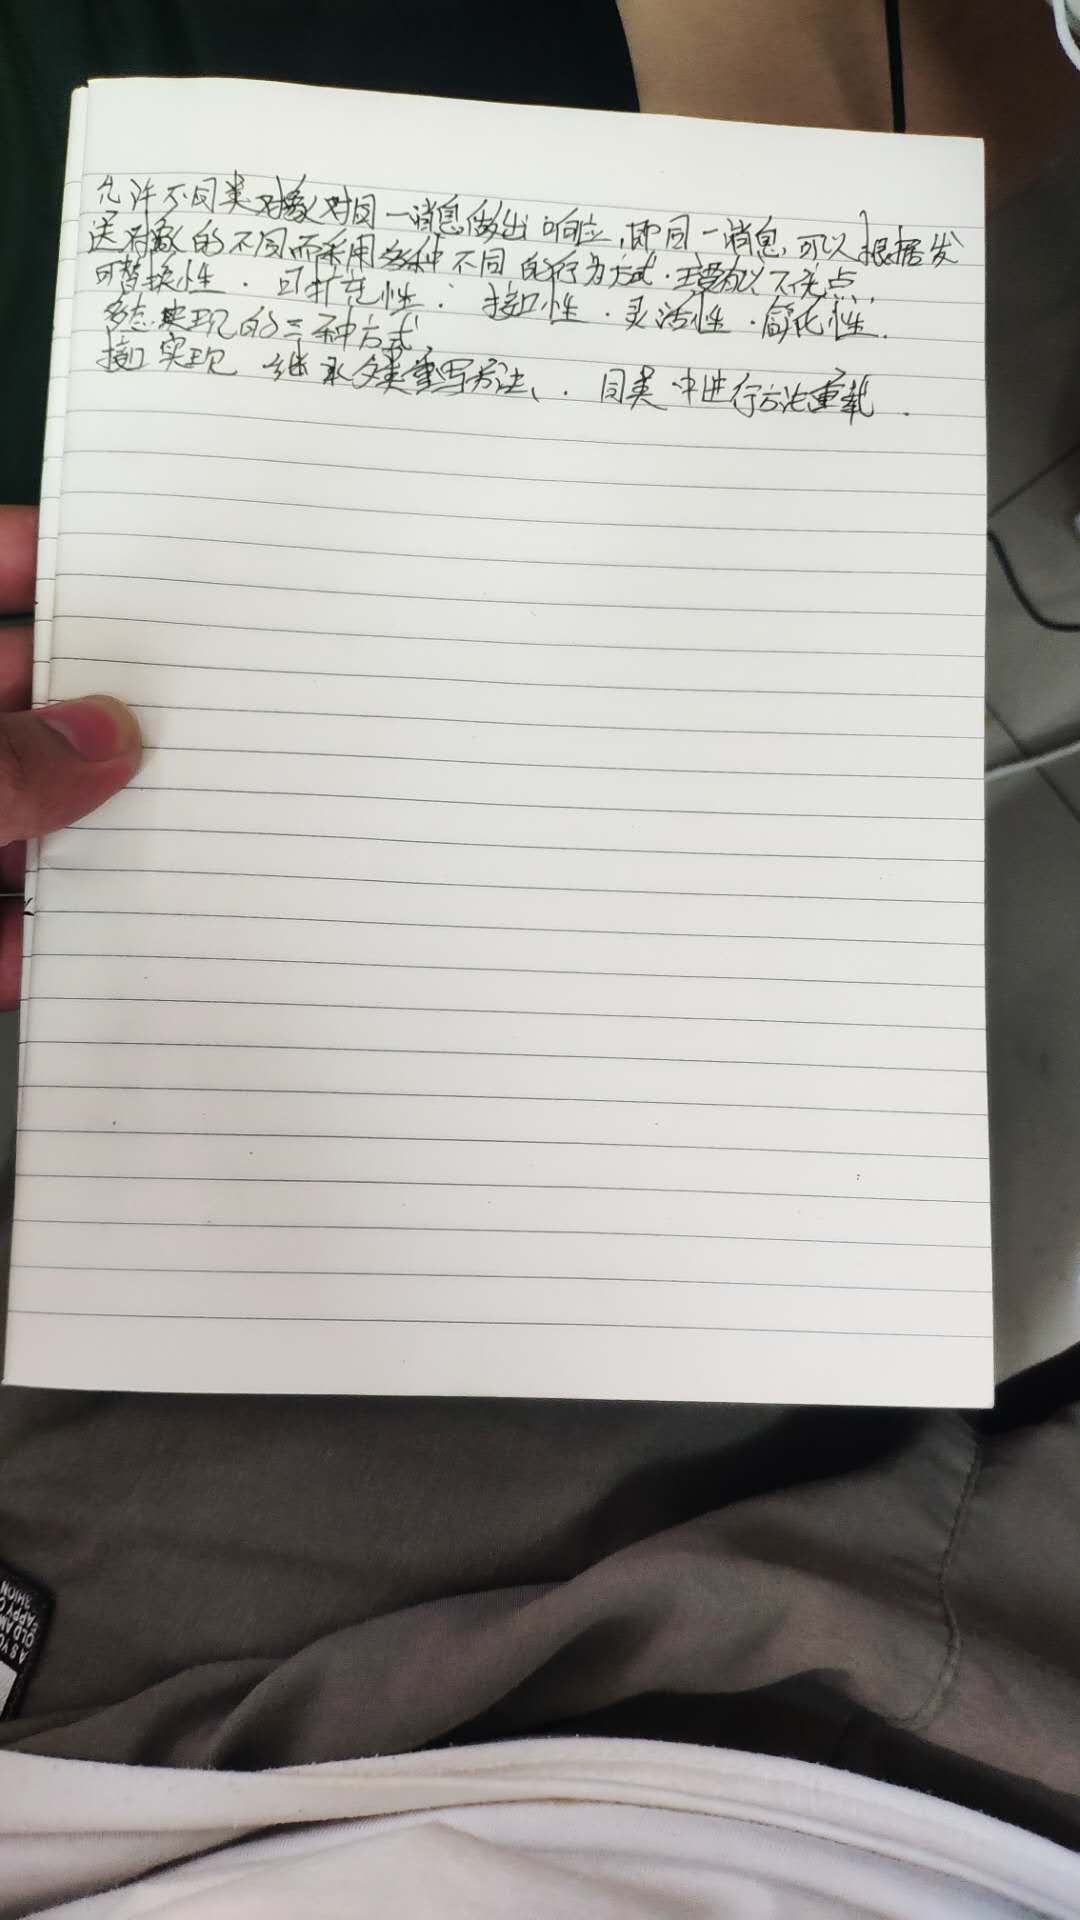 允许不同类对象对同一消息做出响应,即同一消息,可以根据发
送对象的不同而采用多种不同的行为方式.主要有以下优点
可替换性.可扩充性.接口性.灵活性.简化性.
多态实现的三种方式
接口实现 继承父类重写方法、.同类中进行方法重载.